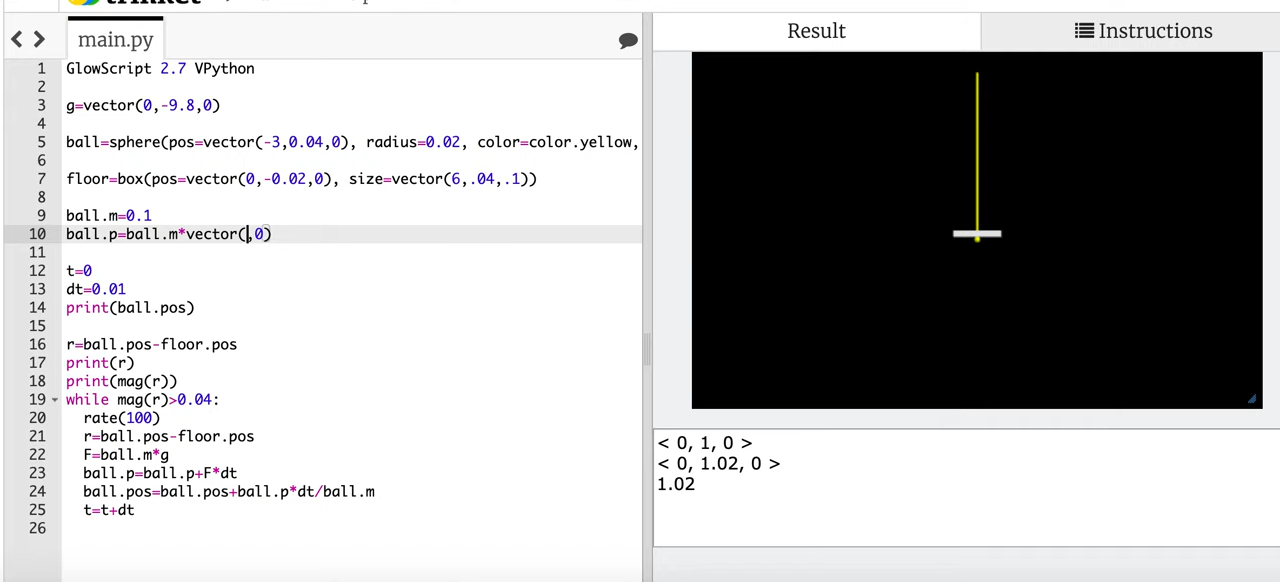 trinket
main.py
Result
Instructions
1 GlowScript 2.7 VPython
2
3 g=vector(0,-9.8,0)
4
5 ball=sphere(pos=vector(-3,0.04,0), radius=0.02, color=color.yellow,
6
7 floor=box(pos=vector(0,-0.02,0), size=vector(6,.04,.1))
8
9 ball.m=0.1
10 ball.p=ball.m*vector(,0)
11
12 t=0
13 dt=0.01
14 print(ball.pos)
15
16 r=ball.pos-floor.pos
17 print(r)
18 print(mag(r))
19 while mag(r)>0.04:
20 rate(100)
21 r=ball.pos-floor.pos
22 F=ball.m*g
23 ball.p=ball.p+F*dt
24 ball.pos=ball.pos+ball.p*dt/ball.m
25 t=t+dt
26
< 0, 1, 0 >
< 0, 1.02, 0 >
1.02